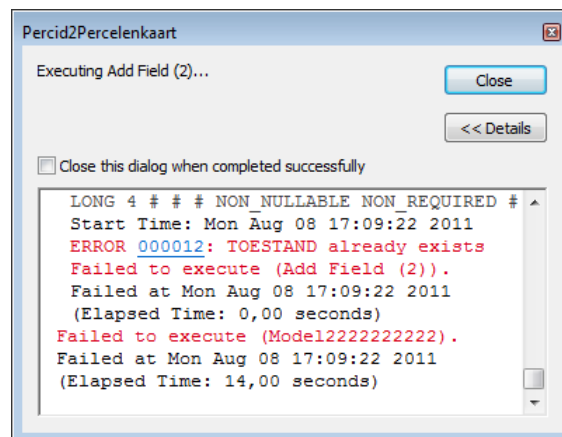 Percid2Percelenkaart
Executing Add Field (2)...
Close
<< Details
Close this dialog when completed successfully
LONG 4 # # # NON_NULLABLE NON_REQUIRED #
Start Time: Mon Aug 08 17:09:22 2011
ERROR 000012: TOESTAND already exists
Failed to execute (Add Field (2)).
Failed at Mon Aug 08 17:09:22 2011
(Elapsed Time: 0,00 seconds)
Failed to execute (Model2222222222).
Failed at Mon Aug 08 17:09:22 2011
(Elapsed Time: 14,00 seconds)